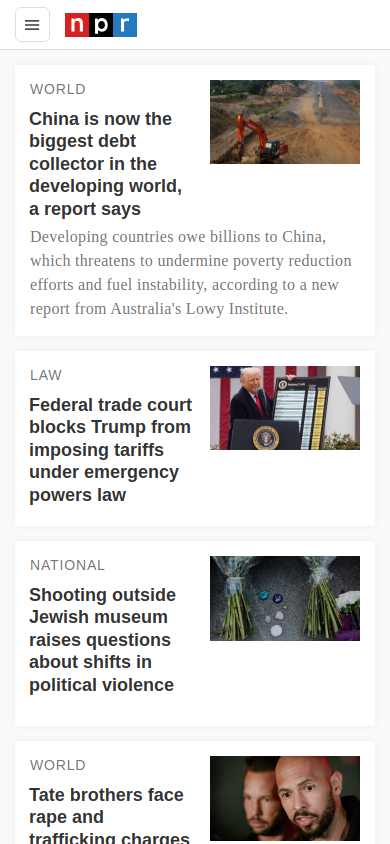 npr
WORLD
China is now the
biggest debt
collector in the
developing world,
a report says
Developing countries owe billions to China,
which threatens to undermine poverty reduction
efforts and fuel instability, according to a new
report from Australia's Lowy Institute.
LAW
Federal trade court
blocks Trump from
imposing tariffs
under emergency
powers law
NATIONAL
Shooting outside
Jewish museum
raises questions
about shifts in
political violence
WORLD
Tate brothers face
rape and
trafficking charges